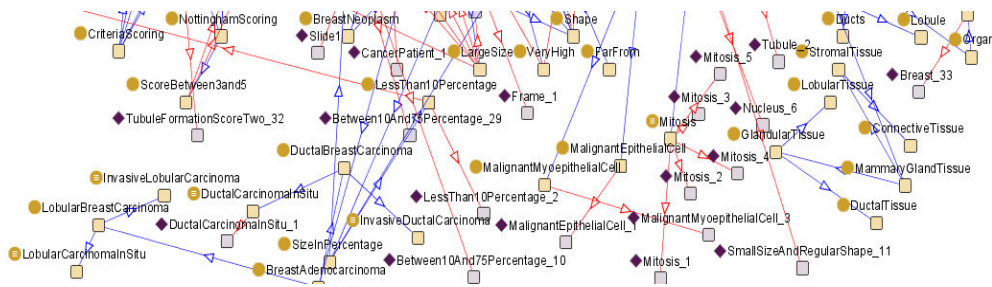 NottinghamScoring
BreastNeoplasm
Shape
Ducts
Lobule
CriteriaScoring
Slide1
CancerPatient_1
LargeSize
VeryHigh
FarFrom
Tubule_2
StromalTissue
Organ
Mitosis_5
ScoreBetween3and5
LessThan10Percentage
Breast_33
LobularTissue
Frame_1
Mitosis_3
Nucleus_6
TubuleFormationScoreTwo_32
Between10And75Percentage_29
Mitosis
GlandularTissue
ConnectiveTissue
DuctalBreastCarcinoma
MalignantEpithelialCell
Mitosis_4
MalignantMyoepithelialCell
MammaryGlandTissue
InvasiveLobularCarcinoma
DuctalCarcinomaInSitu
Mitosis_2
LessThan10Percentage_2
LobularBreastCarcinoma
DuctalTissue
DuctalCarcinomaInSitu_1
InvasiveDuctalCarcinoma
MalignantEpithelialCell_1
MalignantMyoepithelialCell_3
SizeInPercentage
LobularCarcinomaInSitu
BreastAdenocarcinoma
Between10And75Percentage_10
Mitosis_1
SmallSizeAndRegularShape_11